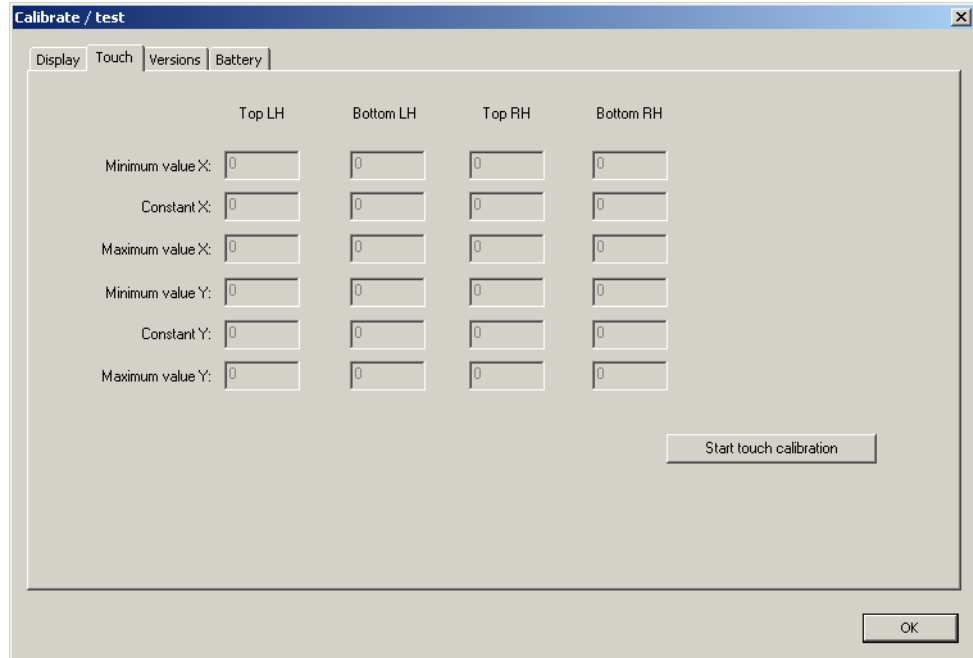 Calibrate / test
Display Touch Versions Battery
Top LH Bottom LH Top RH Bottom RH
Minimum value X: 0 0 0 0
Constant X: 0 0 0 0
Maximum value X: 0 0 0 0
Minimum value Y: 0 0 0 0
Constant Y: 0 0 0 0
Maximum value Y: 0 0 0 0
Start touch calibration
OK